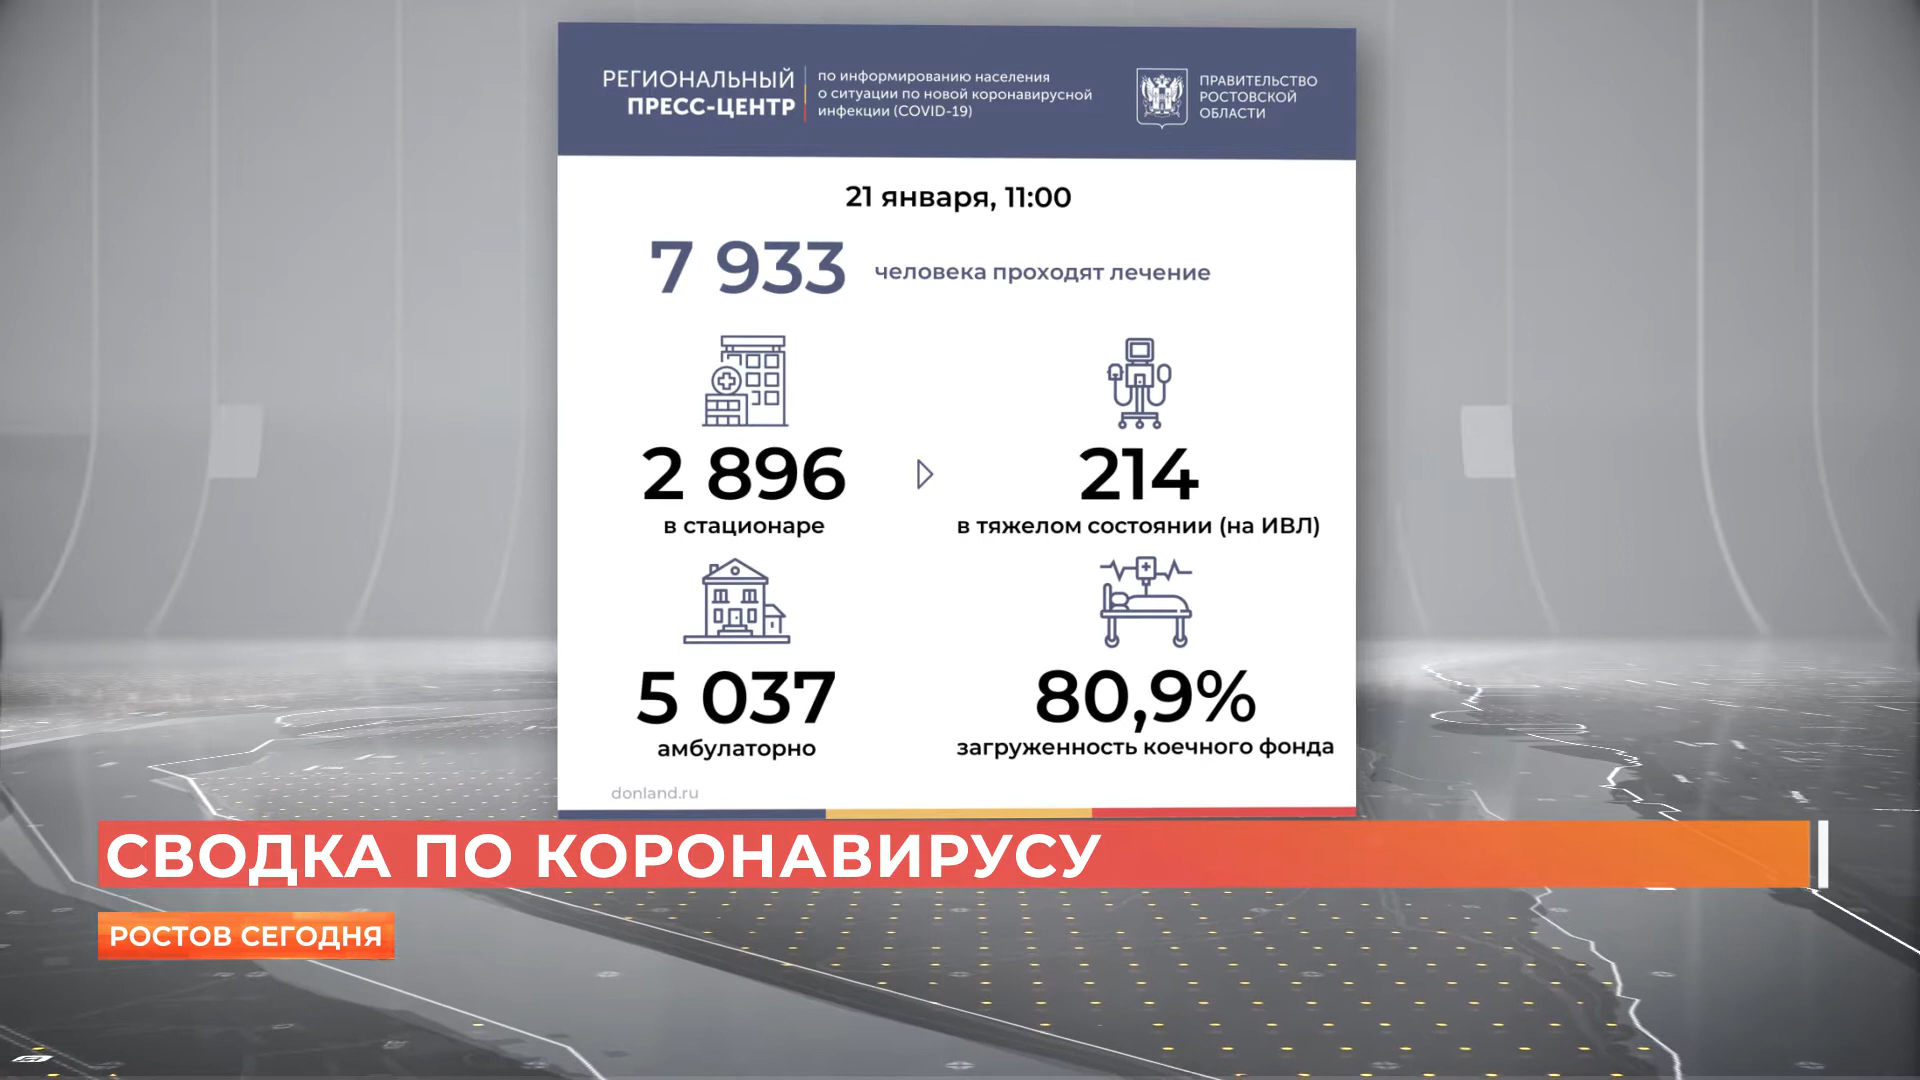 РЕГИОНАЛЬНЫЙ
ПРЕСС-ЦЕНТР
по информированию населения
о ситуации по новой коронавирусной
инфекции (COVID-19)
ПРАВИТЕЛЬСТВО
РОСТОВСКОЙ
ОБЛАСТИ
21 января, 11:00
7 933 человека проходят лечение
2 896
в стационаре
214
в тяжелом состоянии (на ИВЛ)
5 037
амбулаторно
80,9%
загруженность коечного фонда
donland.ru
СВОДКА ПО КОРОНАВИРУСУ
РОСТОВ СЕГОДНЯ